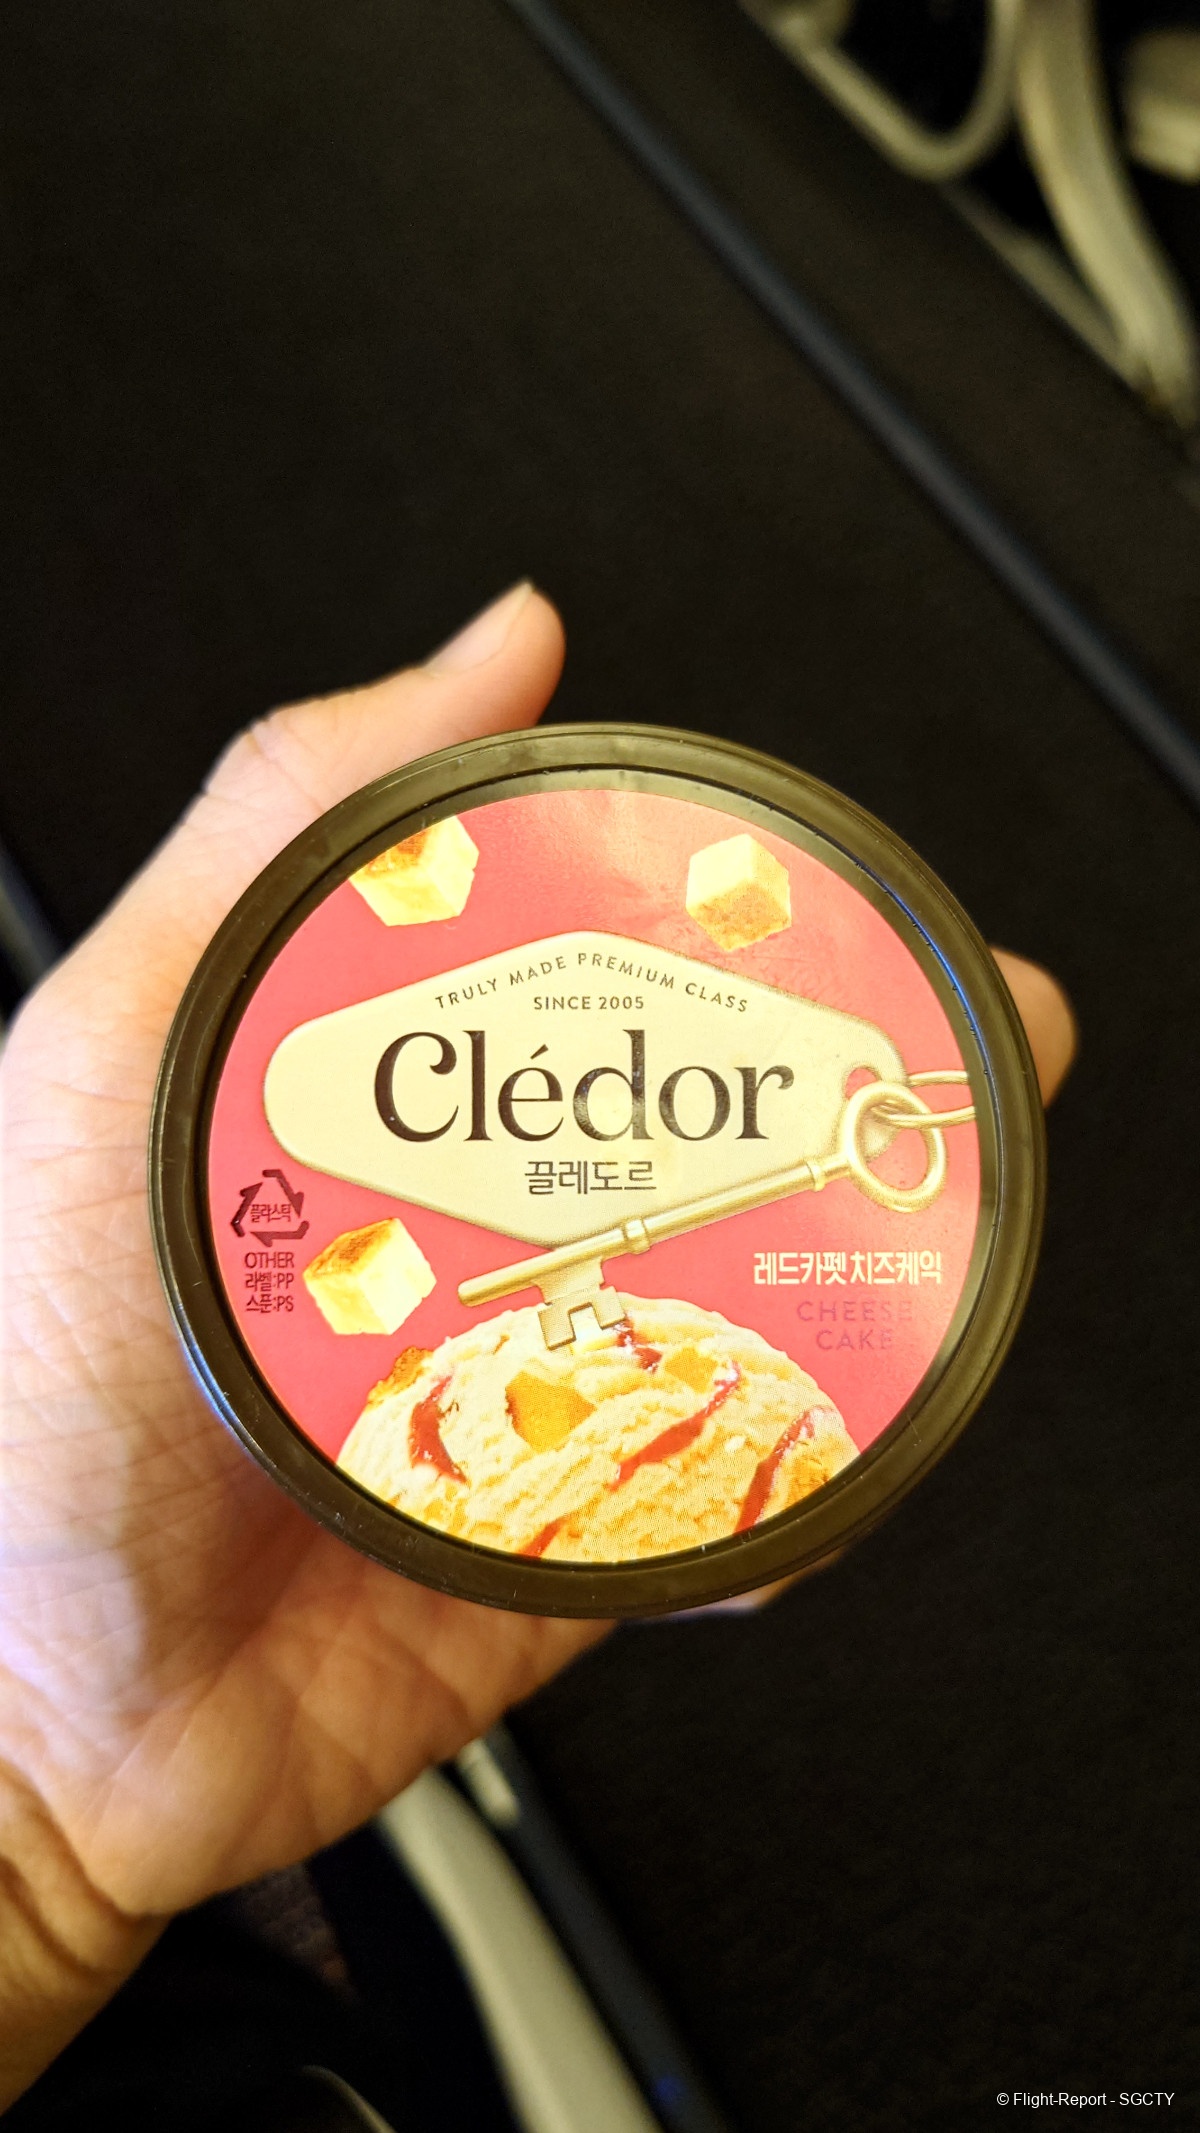 TRULY MADE PREMIUM CLASS
SINCE 2005
Clédor
끌레도르
플라스틱
OTHER
라벨:PP
스푼:PS
레드카펫 치즈케익
CHEESE
CAKE
© Flight-Report - SGCTY